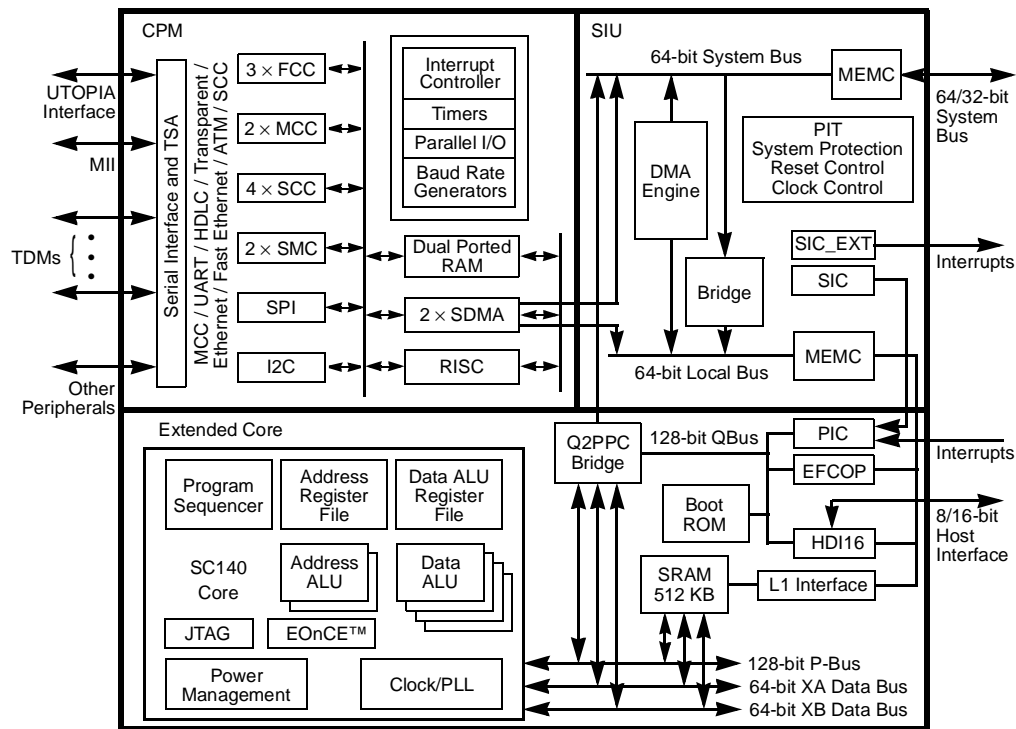 CPM
SIU
3 × FCC
2 × MCC
4 × SCC
2 × SMC
SPI
I2C
Interrupt
Controller
Timers
Parallel I/O
Baud Rate
Generators
Dual Ported
RAM
2 × SDMA
RISC
Serial Interface and TSA
MCC / UART / HDLC / Transparent /
Ethernet / Fast Ethernet / ATM / SCC
UTOPIA
Interface
MII
TDMs
Other
Peripherals
64-bit System Bus
MEMC
64/32-bit
System
Bus
PIT
System Protection
Reset Control
Clock Control
DMA
Engine
Bridge
SIC_EXT
Interrupts
SIC
MEMC
64-bit Local Bus
Extended Core
Program
Sequencer
Address
Register
File
Data ALU
Register
File
SC140
Core
Address
ALU
Data
ALU
JTAG
EOnCE™
Power
Management
Clock/PLL
Q2PPC
Bridge
128-bit QBus
PIC
Interrupts
EFCOP
Boot
ROM
HDI16
8/16-bit
Host
Interface
SRAM
512 KB
L1 Interface
128-bit P-Bus
64-bit XA Data Bus
64-bit XB Data Bus